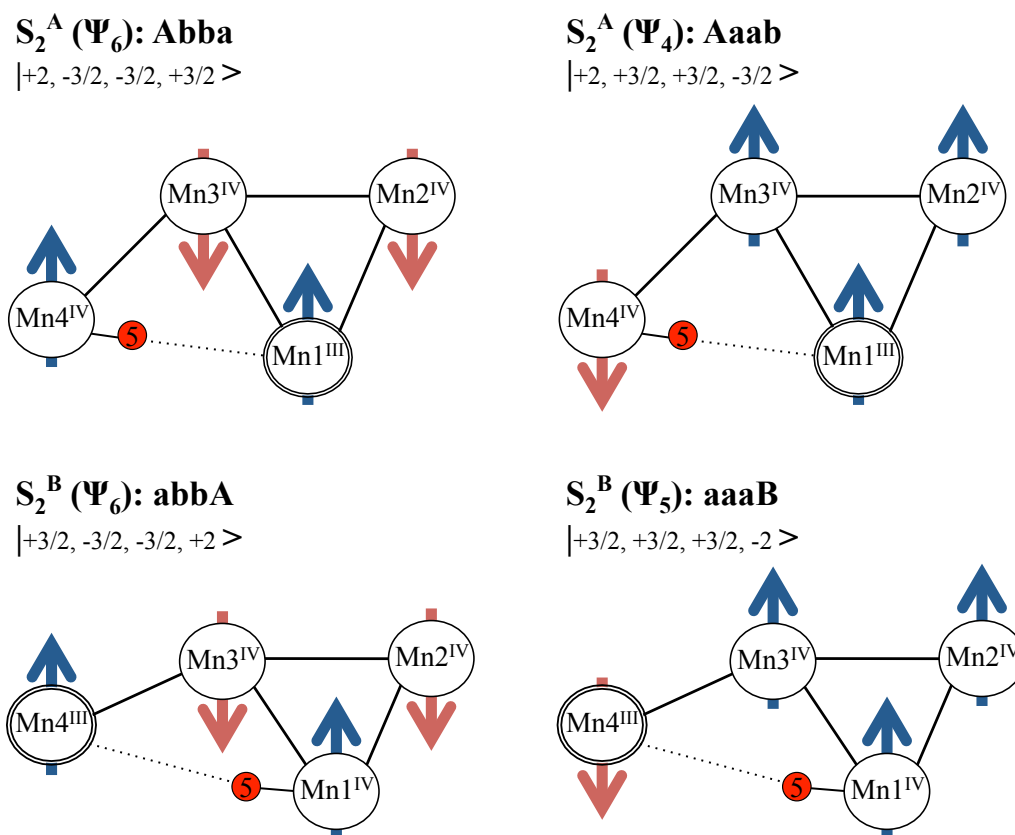 S₂ᴬ (Ψ₆): Abba
|+2, -3/2, -3/2, +3/2 >
Mn3ᴵⱽ
Mn2ᴵⱽ
Mn4ᴵⱽ
5
Mn1ᴵᴵᴵ
S₂ᴬ (Ψ₄): Aaab
|+2, +3/2, +3/2, -3/2 >
Mn3ᴵⱽ
Mn2ᴵⱽ
Mn4ᴵⱽ
5
Mn1ᴵᴵᴵ
S₂ᴮ (Ψ₆): abbA
|+3/2, -3/2, -3/2, +2 >
Mn3ᴵⱽ
Mn2ᴵⱽ
Mn4ᴵᴵᴵ
5
Mn1ᴵⱽ
S₂ᴮ (Ψ₅): aaaB
|+3/2, +3/2, +3/2, -2 >
Mn3ᴵⱽ
Mn2ᴵⱽ
Mn4ᴵᴵᴵ
5
Mn1ᴵⱽ